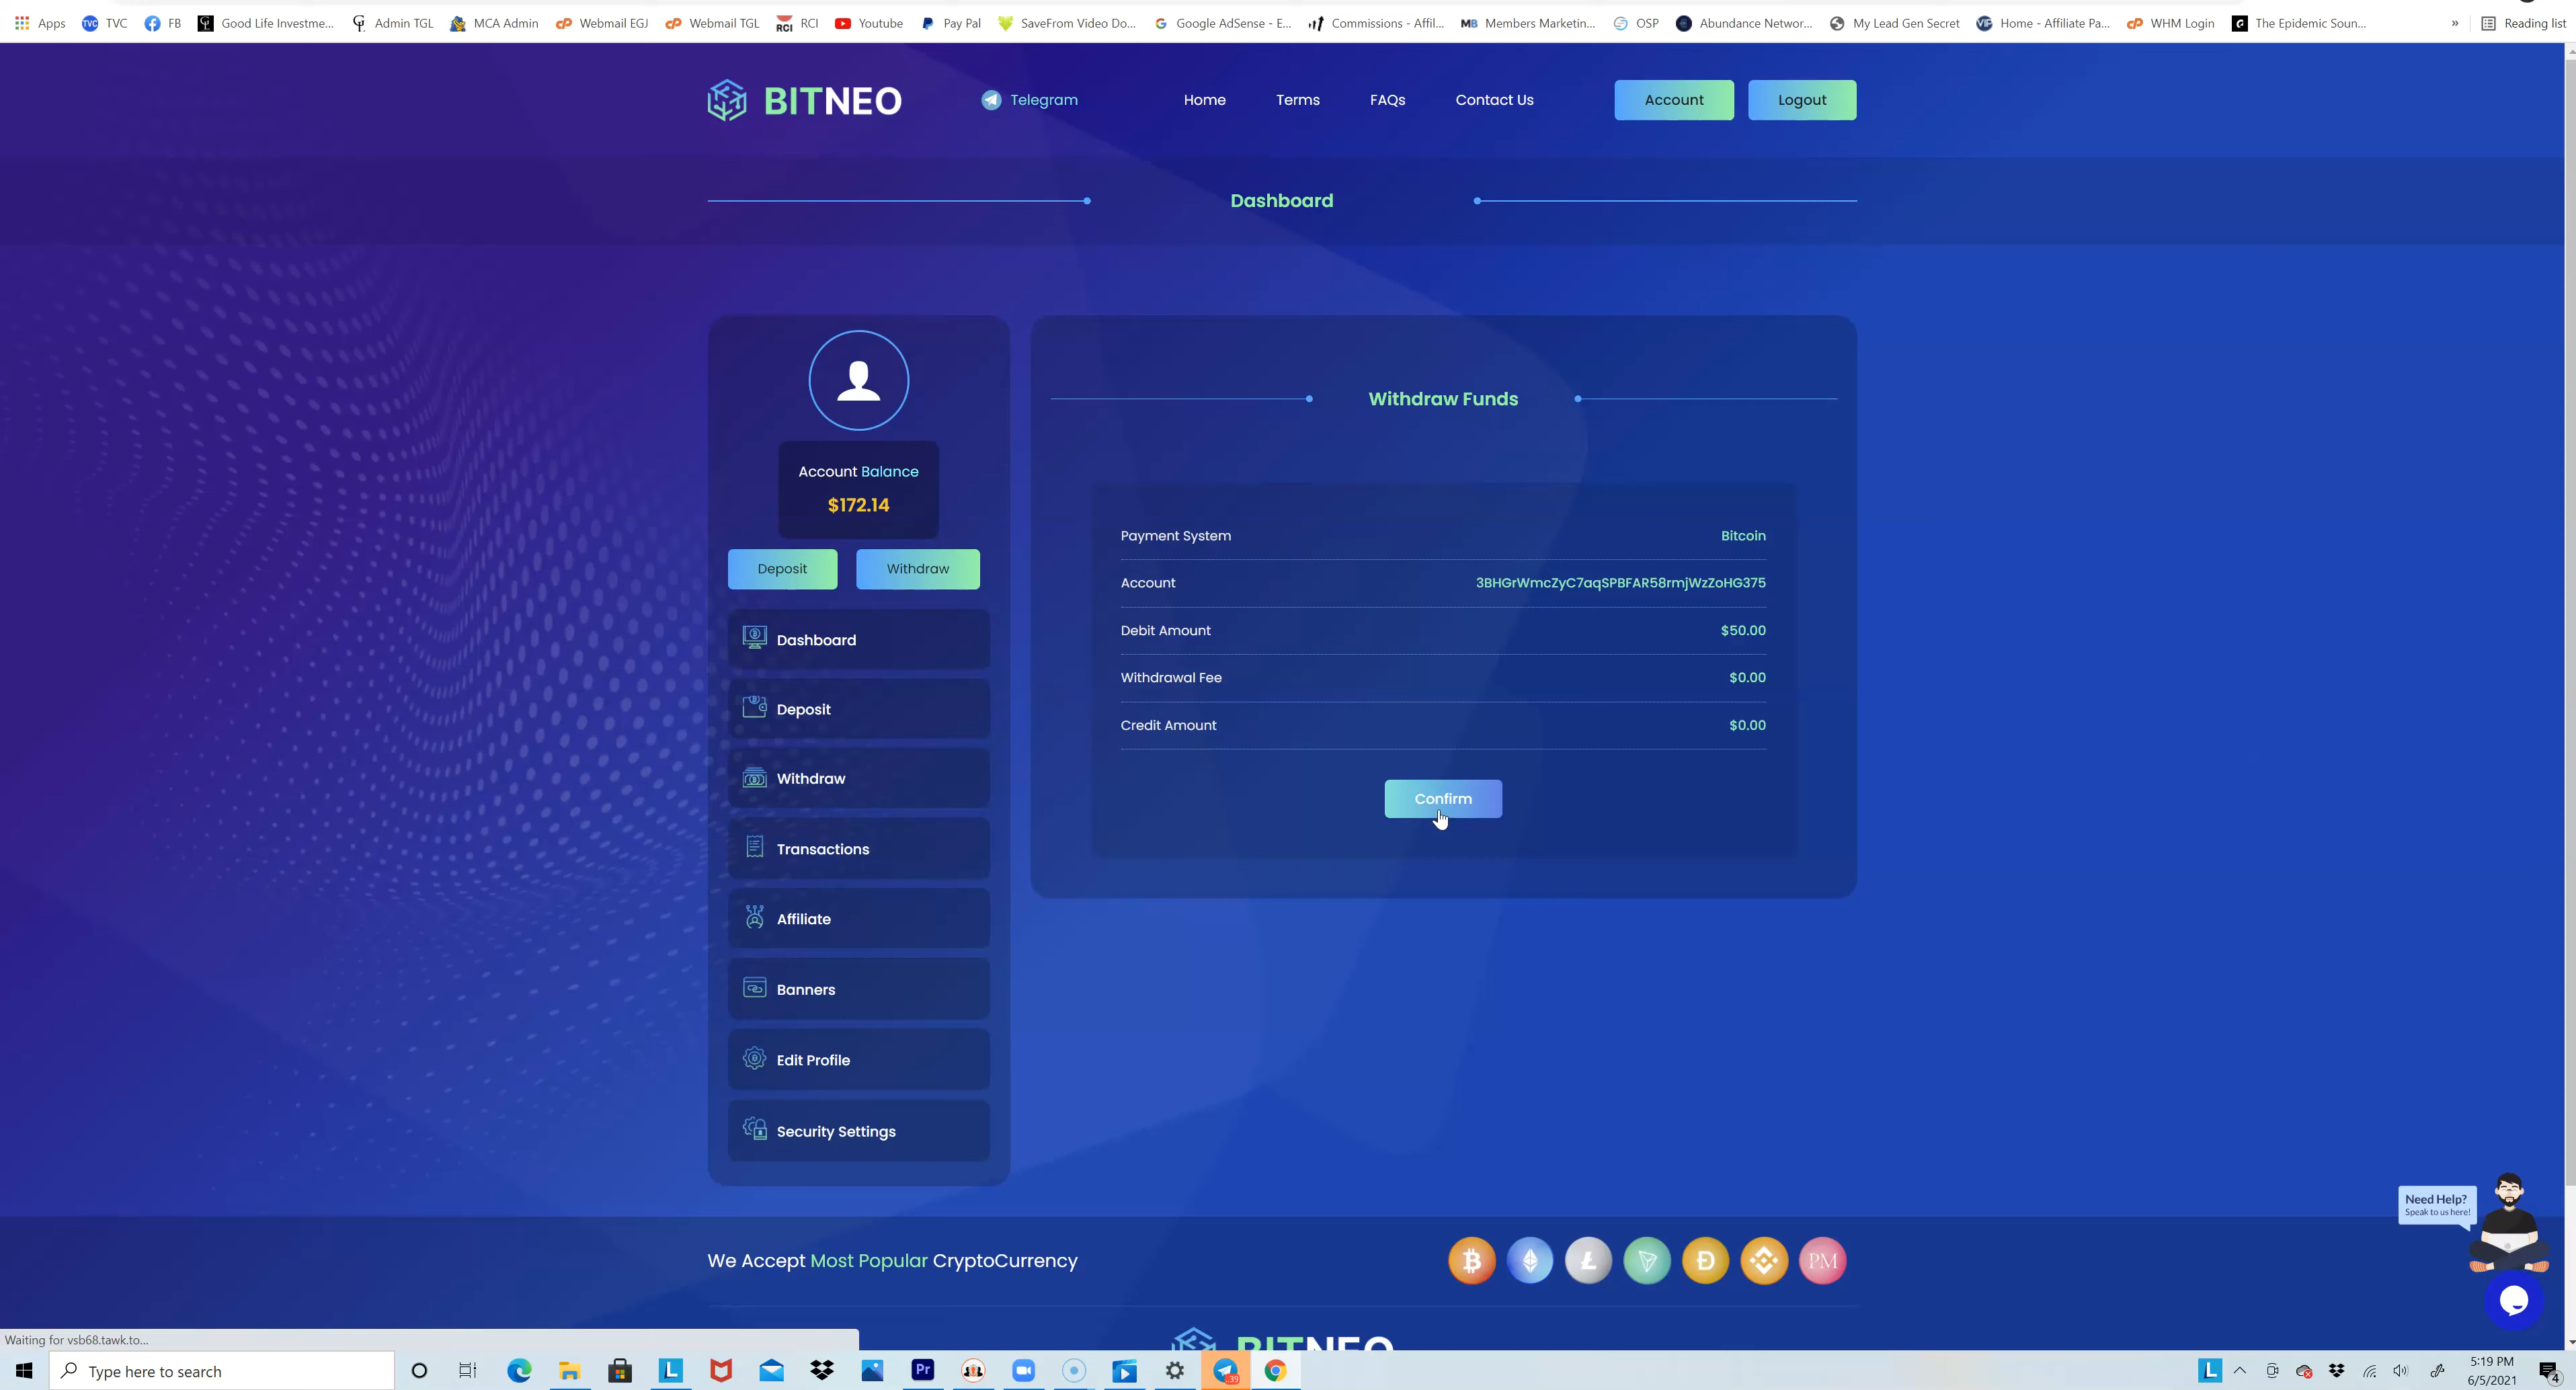 Apps TVC FB Good Life Investme... Admin TGL MCA Admin Webmail EGJ Webmail TGL RCI Youtube Pay Pal SaveFrom Video Do... Google AdSense - E... Commissions - Affil... MB Members Marketin... OSP Abundance Networ... My Lead Gen Secret Home - Affiliate Pa... WHM Login The Epidemic Soun... » Reading list
BITNEO Telegram Home Terms FAQs Contact Us Account Logout
Dashboard
Account Balance
$172.14
Deposit Withdraw
Dashboard
Deposit
Withdraw
Transactions
Affiliate
Banners
Edit Profile
Security Settings
Withdraw Funds
Payment System Bitcoin
Account 3BHGrWmcZyC7aqSPBFAR58rmjWzZoHG375
Debit Amount $50.00
Withdrawal Fee $0.00
Credit Amount $0.00
Confirm
Need Help?
Speak to us here!
We Accept Most Popular CryptoCurrency
PM
BITNEO
Waiting for vsb68.tawk.to...
Type here to search
Pr
39
5:19 PM
6/5/2021
4